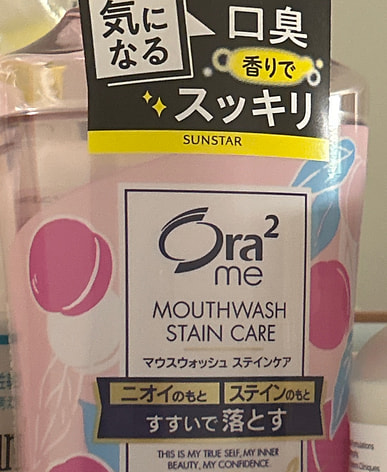 気に
なる
口臭
香りで
スッキリ
SUNSTAR
Ora2
me
MOUTHWASH
STAIN CARE
マウスウォッシュ ステインケア
ニオイのもと ステインのもと
すすいで落とす
THIS IS MY TRUE SELF, MY INNER
BEAUTY, MY CONFIDENCE.